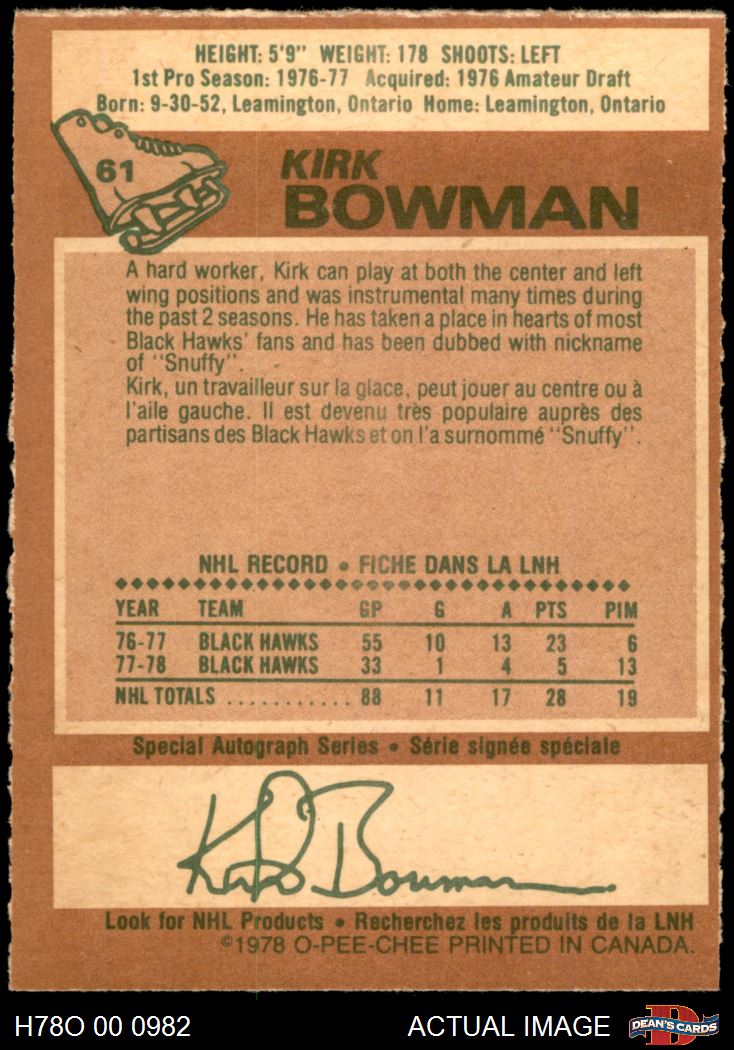 HEIGHT: 5'9" WEIGHT: 178 SHOOTS: LEFT
1st Pro Season: 1976-77 Acquired: 1976 Amateur Draft
Born: 9-30-52, Leamington, Ontario Home: Leamington, Ontario
61
KIRK
BOWMAN
A hard worker, Kirk can play at both the center and left
wing positions and was instrumental many times during
the past 2 seasons. He has taken a place in hearts of most
Black Hawks' fans and has been dubbed with nickname
of "Snuffy".
Kirk, un travailleur sur la glace, peut jouer au centre ou à
l'aile gauche. Il est devenu très populaire auprès des
partisans des Black Hawks et on l'a surnommé "Snuffy".
NHL RECORD • FICHE DANS LA LNH
YEAR TEAM GP G A PTS PIM
76-77 BLACK HAWKS 55 10 13 23 6
77-78 BLACK HAWKS 33 1 4 5 13
NHL TOTALS ........... 88 11 17 28 19
Special Autograph Series • Série signée spéciale
Kirk Bowman
Look for NHL Products • Recherchez les produits de la LNH
©1978 O-PEE-CHEE PRINTED IN CANADA.
H78O 00 0982 ACTUAL IMAGE DEAN'S CARDS